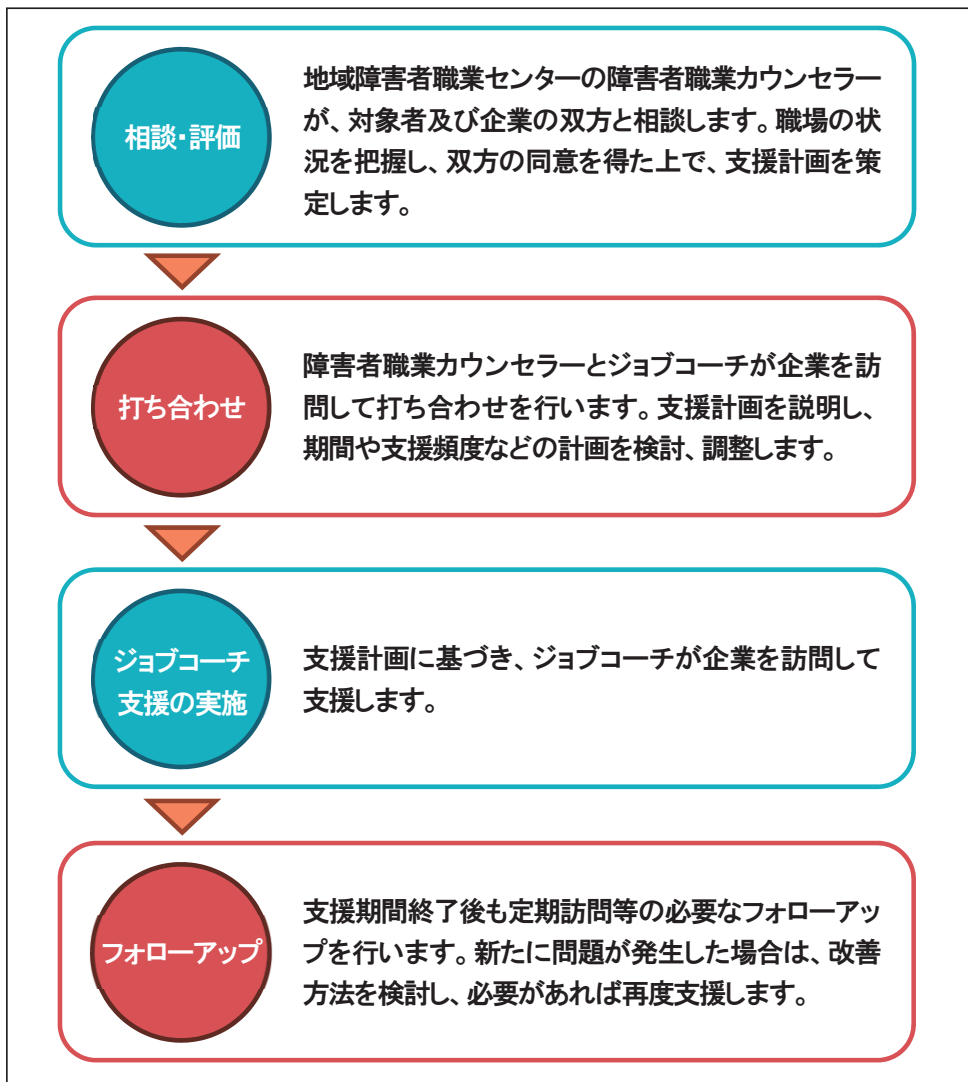 相談・評価
地域障害者職業センターの障害者職業カウンセラー
が、対象者及び企業の双方と相談します。職場の状
況を把握し、双方の同意を得た上で、支援計画を策
定します。
打ち合わせ
障害者職業カウンセラーとジョブコーチが企業を訪
問して打ち合わせを行います。支援計画を説明し、
期間や支援頻度などの計画を検討、調整します。
ジョブコーチ
支援の実施
支援計画に基づき、ジョブコーチが企業を訪問して
支援します。
フォローアップ
支援期間終了後も定期訪問等の必要なフォローアッ
プを行います。新たに問題が発生した場合は、改善
方法を検討し、必要があれば再度支援します。